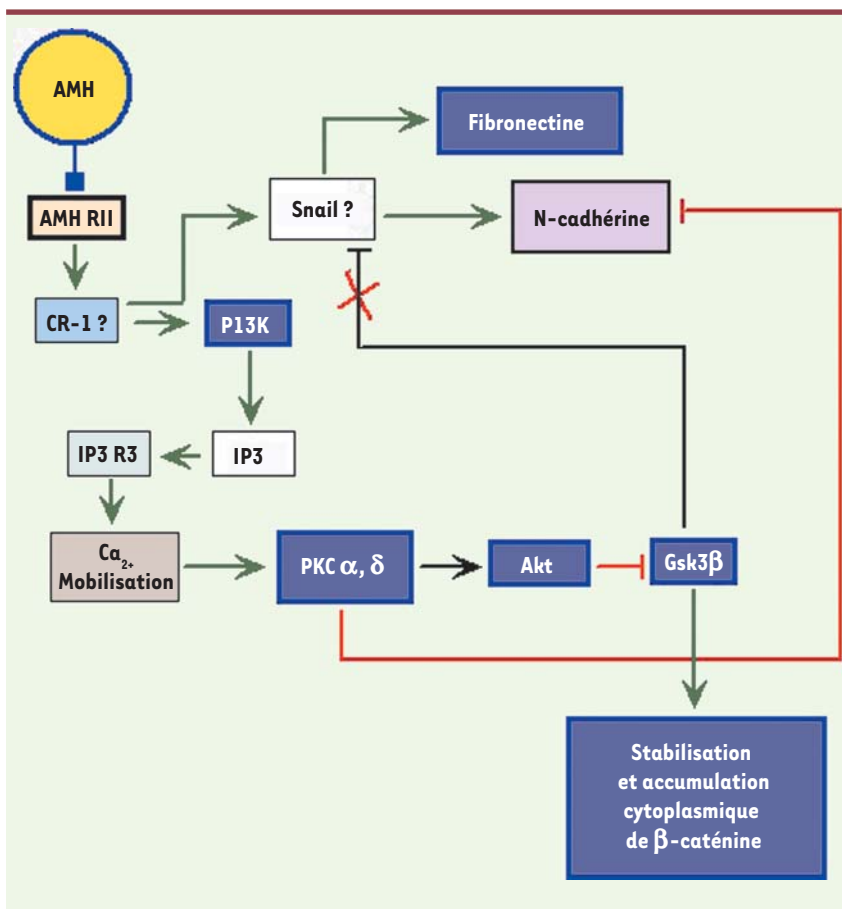 AMH
Fibronectine
AMH RII
Snail ?
N-cadhérine
CR-1 ?
P13K
IP3 R3
IP3
Ca2+
Mobilisation
PKC α, δ
Akt
Gsk3β
Stabilisation
et accumulation
cytoplasmique
de β-caténine